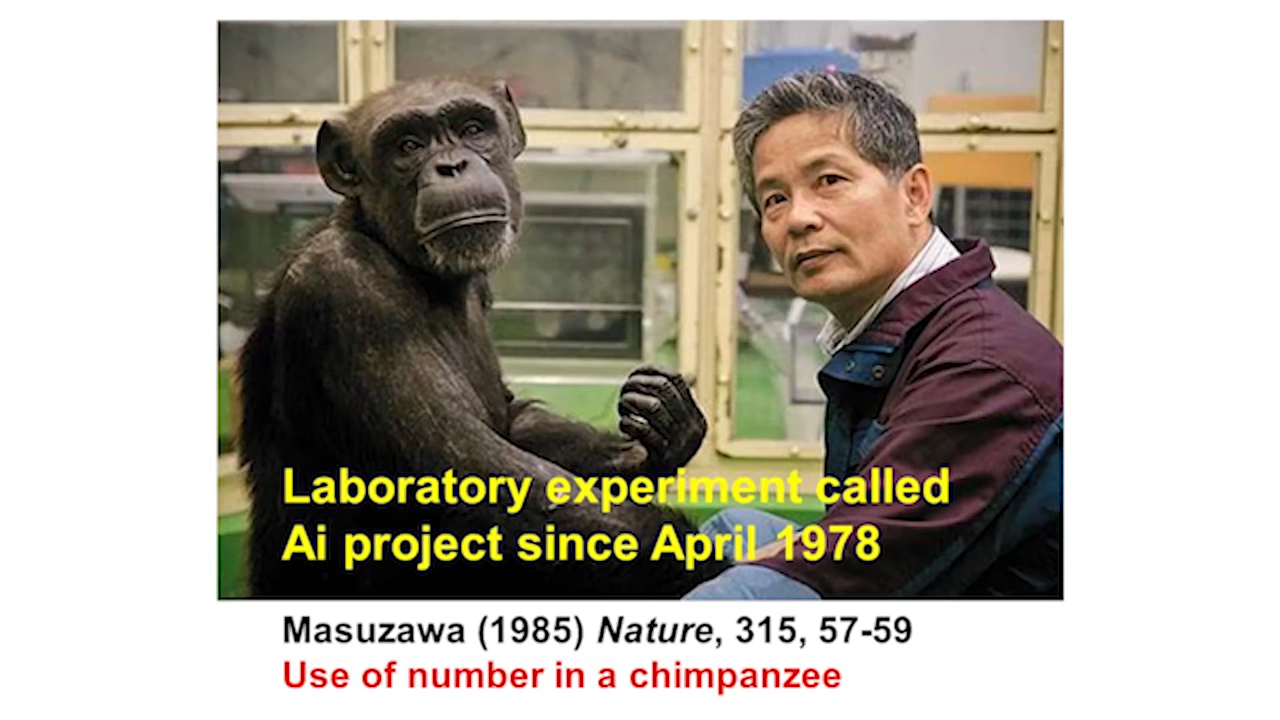 Laboratory experiment called
Ai project since April 1978
Masuzawa (1985) Nature, 315, 57-59
Use of number in a chimpanzee